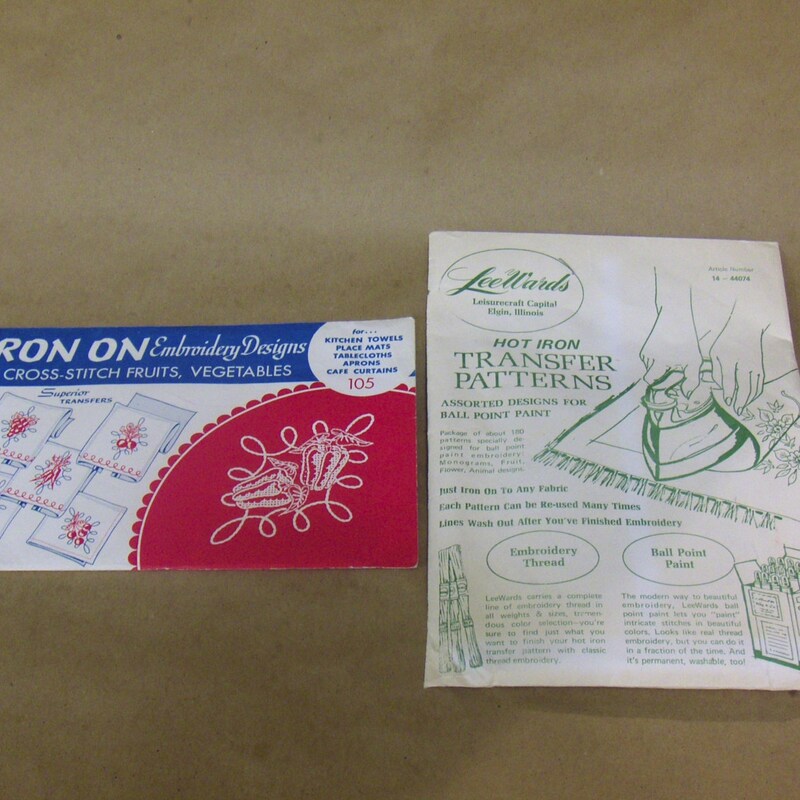 RON ON Embroidery Designs
CROSS-STITCH FRUITS, VEGETABLES
for...
KITCHEN TOWELS
PLACE MATS
TABLECLOTHS
APRONS
CAFE CURTAINS
105
Superior
TRANSFERS
LeeWards
Leisurecraft Capital
Elgin, Illinois
Article Number
14 - 44074
HOT IRON
TRANSFER
PATTERNS
ASSORTED DESIGNS FOR
BALL POINT PAINT
Package of about 100
patterns specially de-
signed for ball point
paint embroidery:
Monograms, Fruit,
Flower, Animal designs.
Just Iron On To Any Fabric
Each Pattern Can be Re-used Many Times
Lines Wash Out After You've Finished Embroidery
Embroidery
Thread
LeeWards carries a complete
line of embroidery thread in
all weights & sizes, tremen-
dous color selection—you're
sure to find just what you
want to finish your hot iron
transfer pattern with classic
thread embroidery.
Ball Point
Paint
The modern way to beautiful
embroidery, LeeWards ball
point paint lets you "paint"
intricate stitches in beautiful
colors. Looks like real thread
embroidery, but you can do it
in a fraction of the time. And
it's permanent, washable, too!